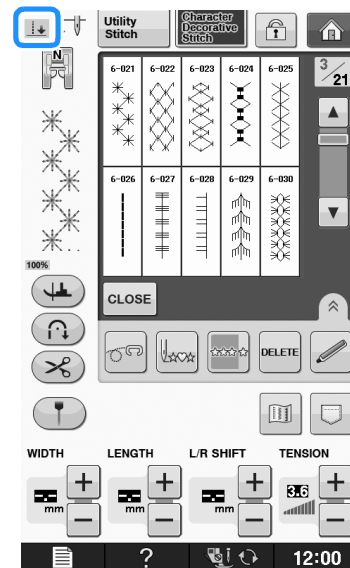 Utility Stitch
Character Decorative Stitch
N
3/21
6-021 6-022 6-023 6-024 6-025
6-026 6-027 6-028 6-029 6-030
100%
CLOSE
DELETE
WIDTH LENGTH L/R SHIFT TENSION
-.-- mm + − -.-- mm + − -.-- mm + − 3.6 + −
? 12:00